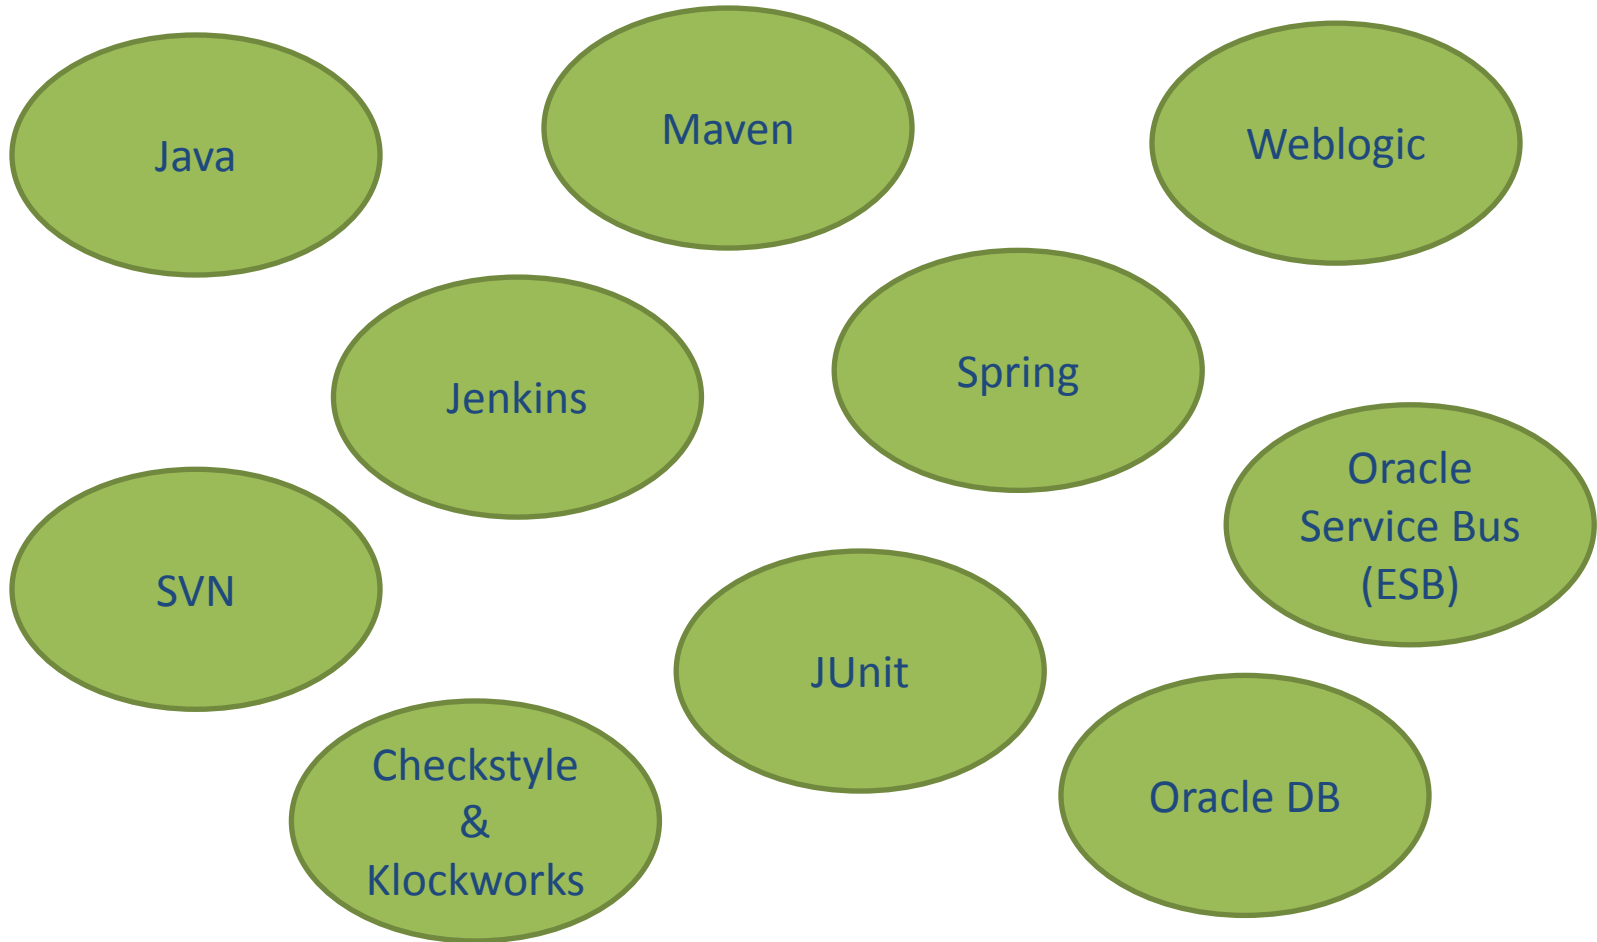 Java
Maven
Weblogic
Jenkins
Spring
Oracle
Service Bus
(ESB)
SVN
JUnit
Checkstyle
&
Klockworks
Oracle DB